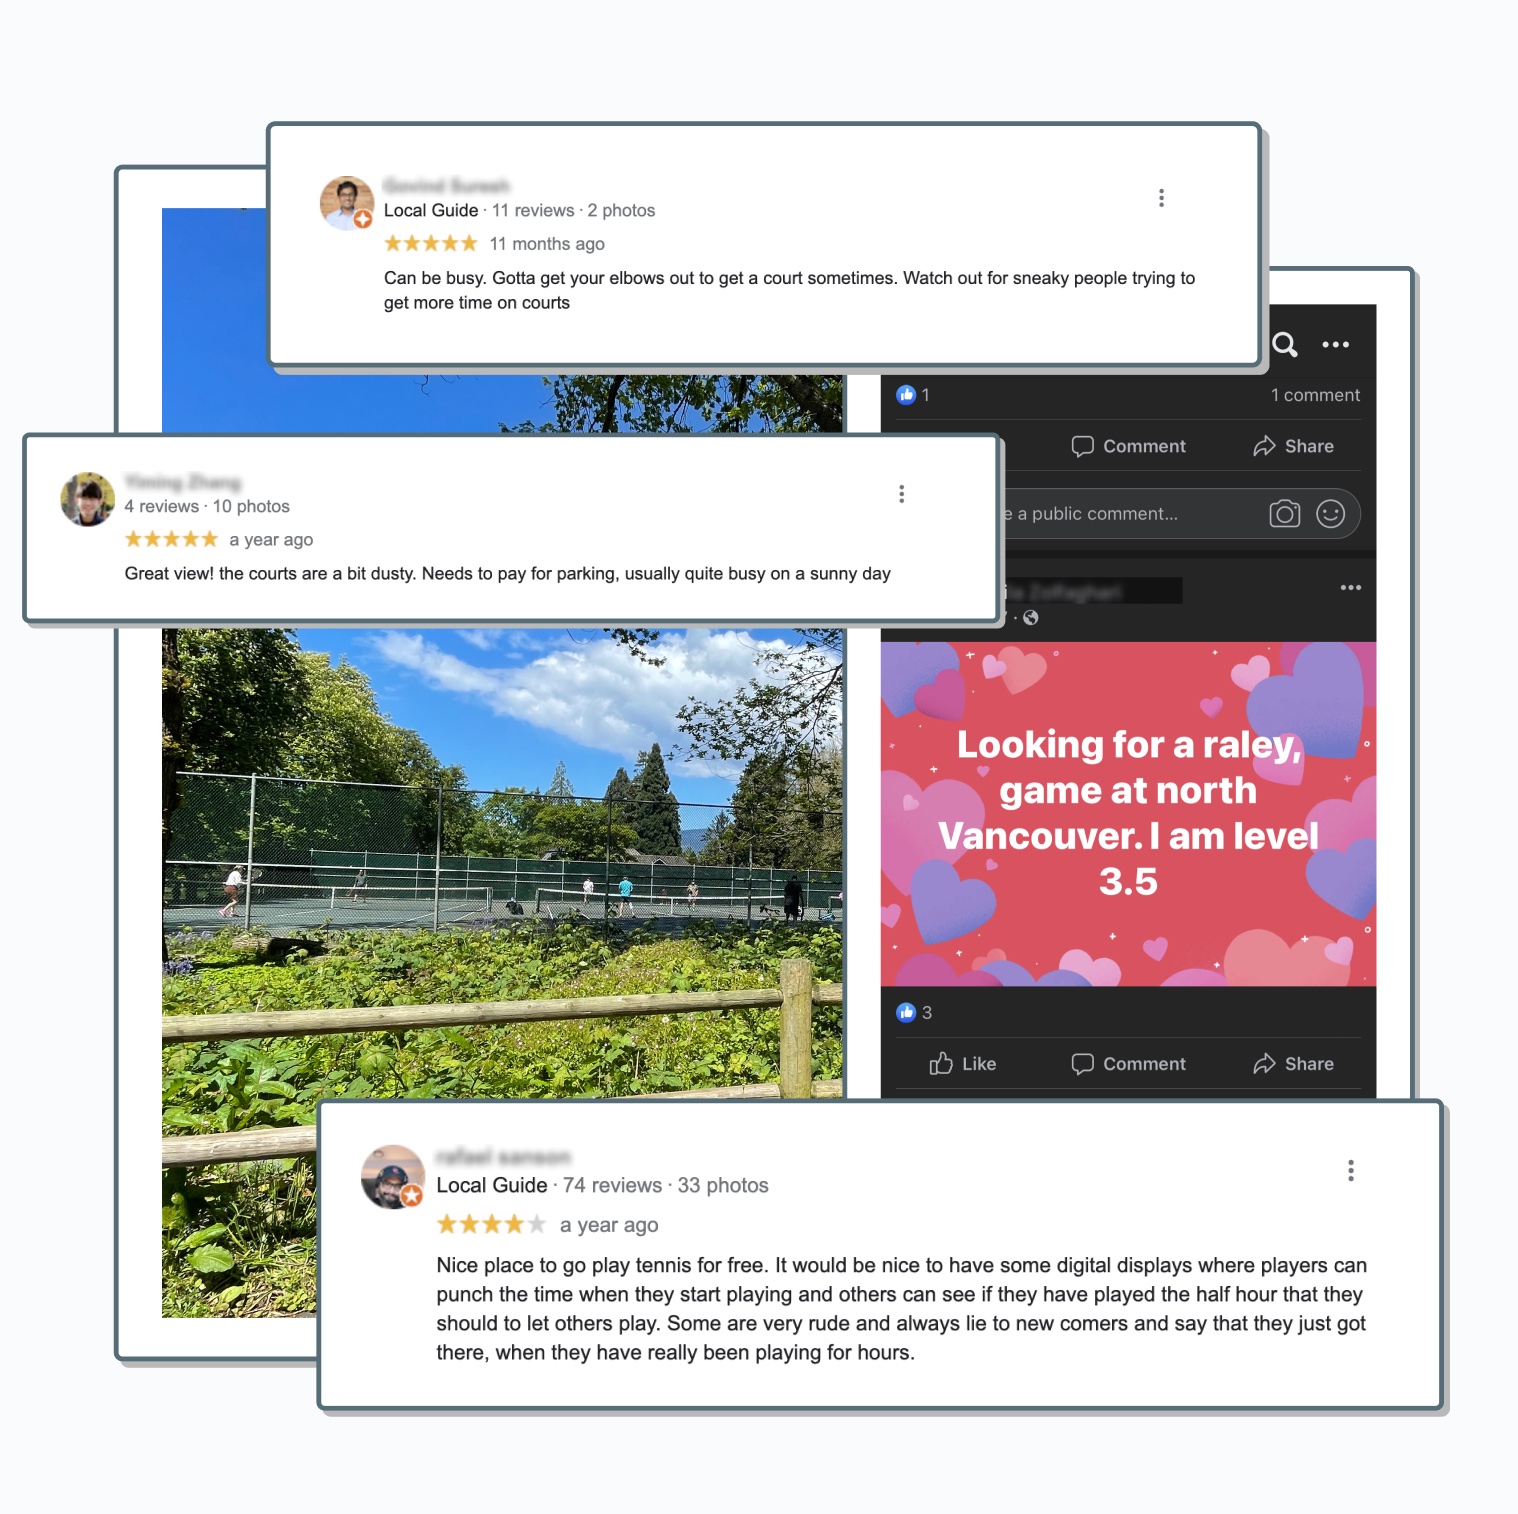 Local Guide · 11 reviews · 2 photos
11 months ago
Can be busy. Gotta get your elbows out to get a court sometimes. Watch out for sneaky people trying to
get more time on courts
1
1 comment
Comment
Share
4 reviews · 10 photos
a year ago
Great view! the courts are a bit dusty. Needs to pay for parking, usually quite busy on a sunny day
e a public comment...
Looking for a raley,
game at north
Vancouver. I am level
3.5
3
Like
Comment
Share
Local Guide · 74 reviews · 33 photos
a year ago
Nice place to go play tennis for free. It would be nice to have some digital displays where players can
punch the time when they start playing and others can see if they have played the half hour that they
should to let others play. Some are very rude and always lie to new comers and say that they just got
there, when they have really been playing for hours.